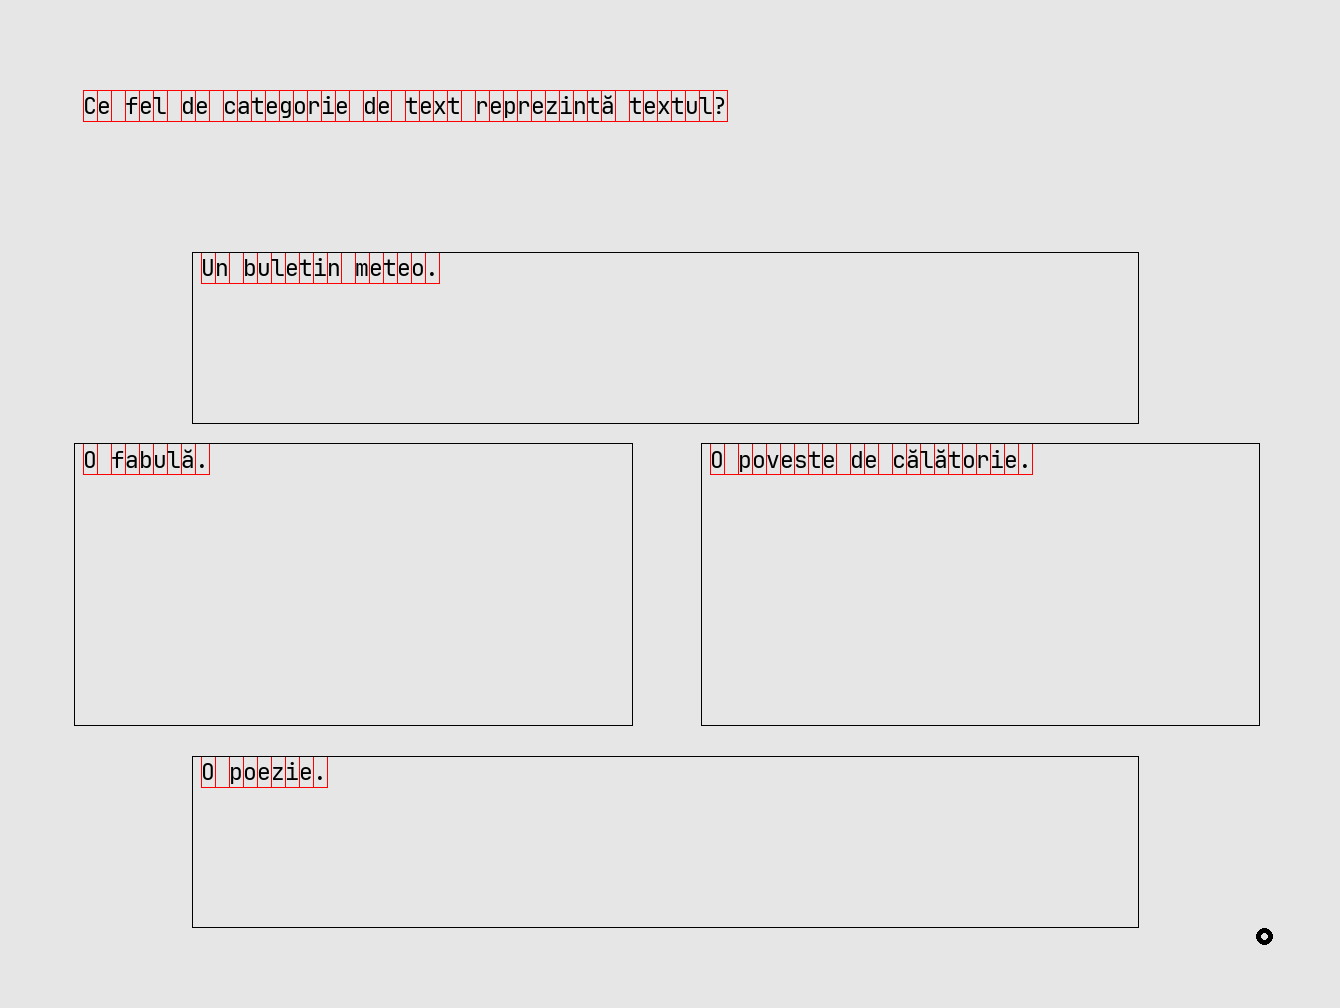 Ce fel de categorie de text reprezintă textul?
Un buletin meteo.
O fabulă.
O poveste de călătorie.
O poezie.